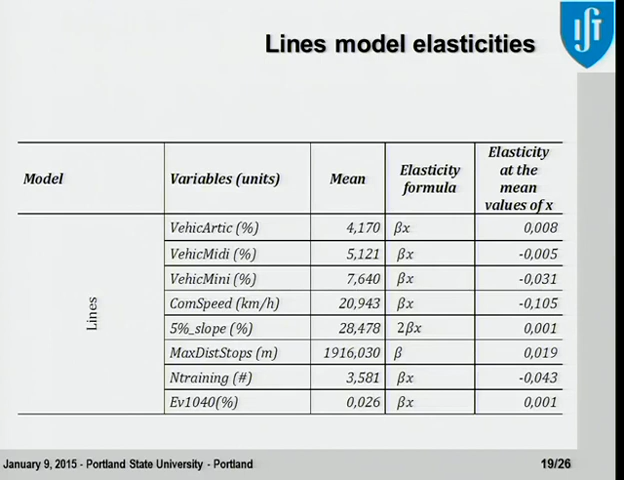 Lines model elasticities
IST
Model Variables (units) Mean Elasticity formula Elasticity at the mean values of x
Lines
VehicArtic (%) 4,170 βx 0,008
VehicMidi (%) 5,121 βx -0,005
VehicMini (%) 7,640 βx -0,031
ComSpeed (km/h) 20,943 βx -0,105
5%_slope (%) 28,478 2βx 0,001
MaxDistStops (m) 1916,030 β 0,019
Ntraining (#) 3,581 βx -0,043
Ev1040(%) 0,026 βx 0,001
January 9, 2015 - Portland State University - Portland 19/26